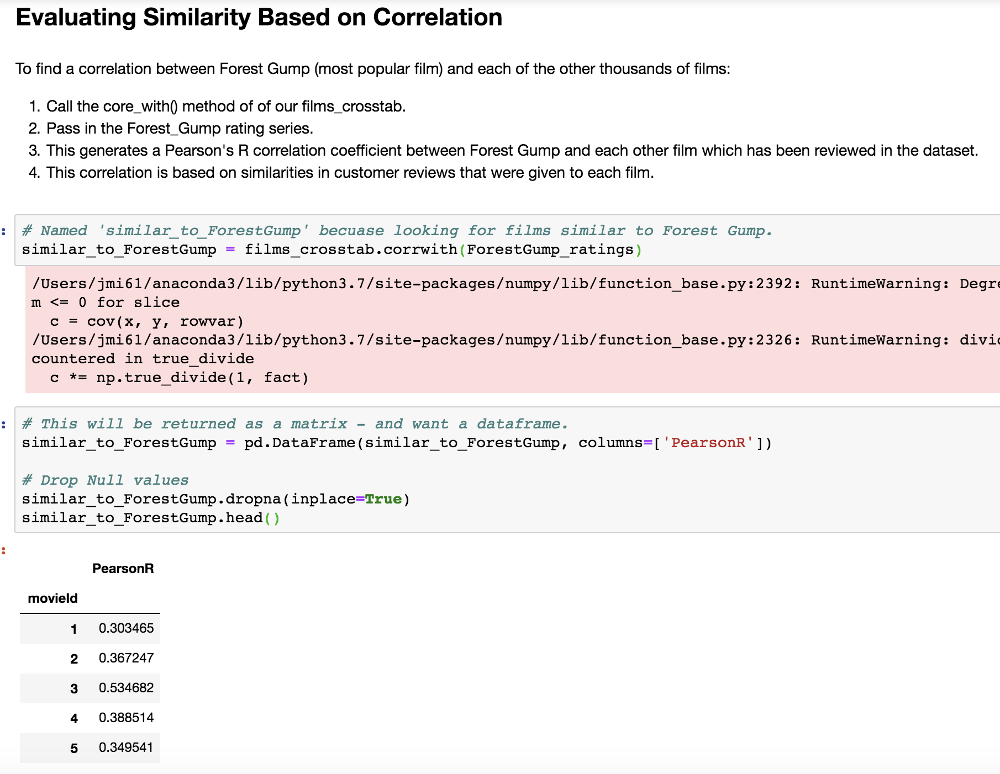 Evaluating Similarity Based on Correlation
To find a correlation between Forest Gump (most popular film) and each of the other thousands of films:
1. Call the core_with() method of of our films_crosstab.
2. Pass in the Forest_Gump rating series.
3. This generates a Pearson's R correlation coefficient between Forest Gump and each other film which has been reviewed in the dataset.
4. This correlation is based on similarities in customer reviews that were given to each film.
: # Named 'similar_to_ForestGump' becuase looking for films similar to Forest Gump.
similar_to_ForestGump = films_crosstab.corrwith(ForestGump_ratings)
/Users/jmi61/anaconda3/lib/python3.7/site-packages/numpy/lib/function_base.py:2392: RuntimeWarning: Degre
m <= 0 for slice
  c = cov(x, y, rowvar)
/Users/jmi61/anaconda3/lib/python3.7/site-packages/numpy/lib/function_base.py:2326: RuntimeWarning: divid
countered in true_divide
  c *= np.true_divide(1, fact)
: # This will be returned as a matrix – and want a dataframe.
similar_to_ForestGump = pd.DataFrame(similar_to_ForestGump, columns=['PearsonR'])
# Drop Null values
similar_to_ForestGump.dropna(inplace=True)
similar_to_ForestGump.head()
:
PearsonR
movieId
1 0.303465
2 0.367247
3 0.534682
4 0.388514
5 0.349541